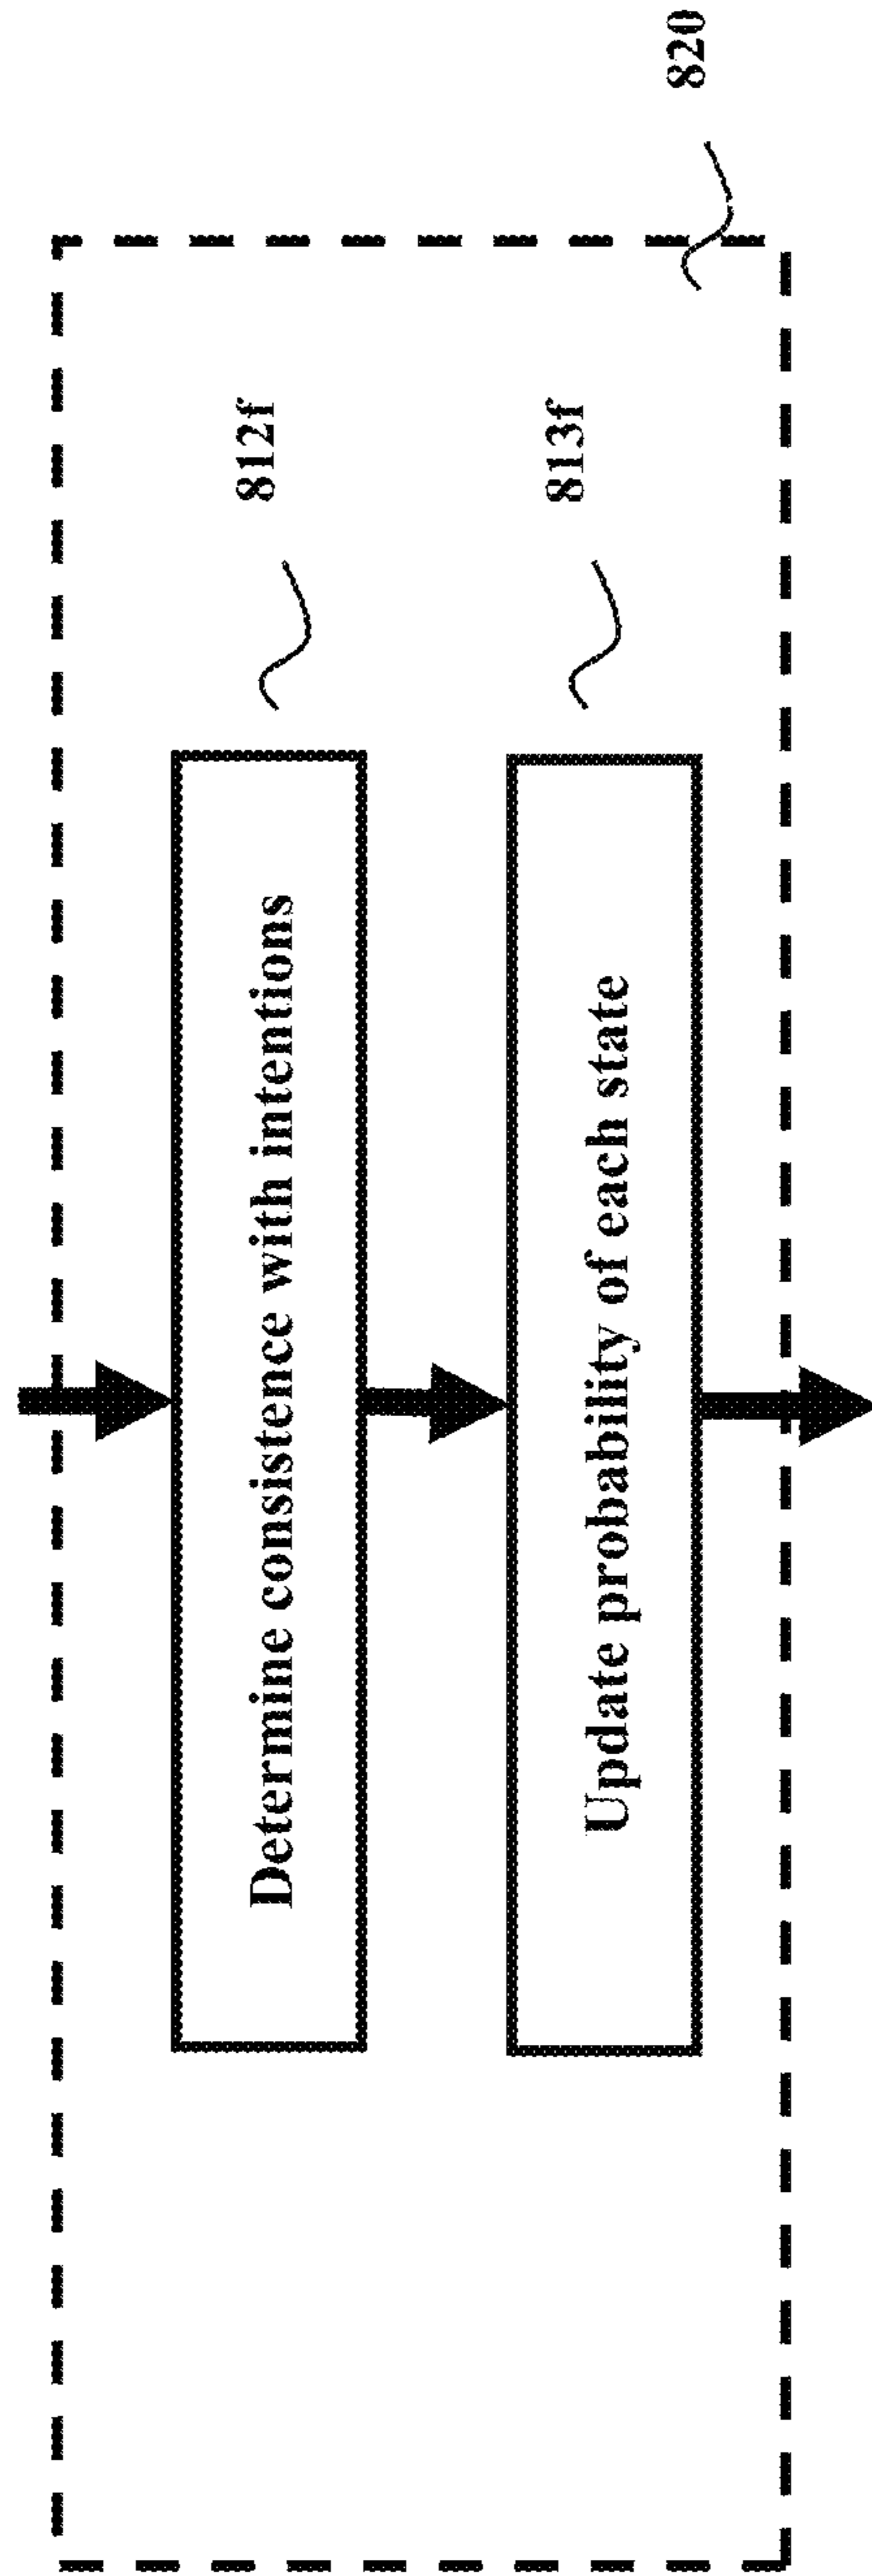 820
Determine consistence with intentions
812f
Update probability of each state
813f